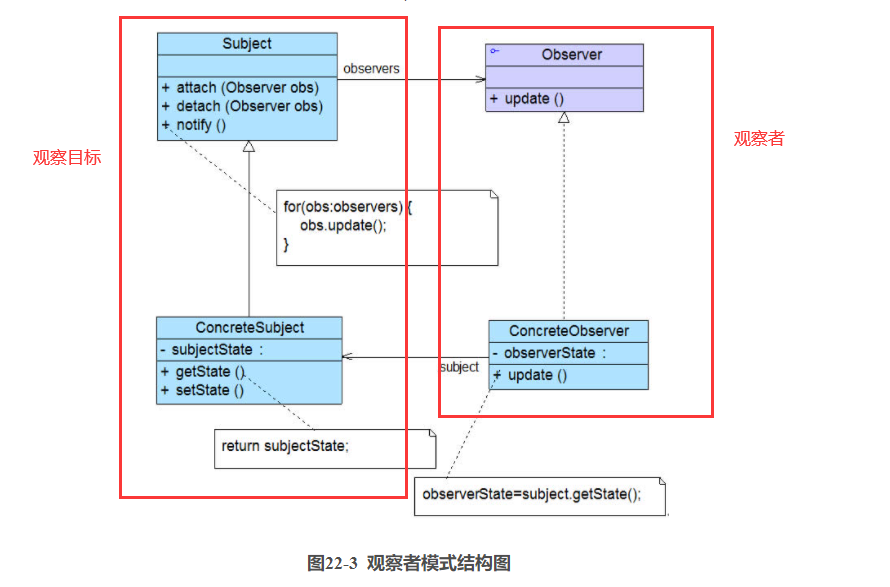 Subject
+ attach (Observer obs)
+ detach (Observer obs)
+ notify ()
observers
Observer
+ update ()
观察目标
观察者
for(obs:observers) {
obs.update();
}
ConcreteSubject
- subjectState :
+ getState ()
+ setState ()
subject
ConcreteObserver
- observerState :
+ update ()
return subjectState;
observerState=subject.getState();
图22-3 观察者模式结构图